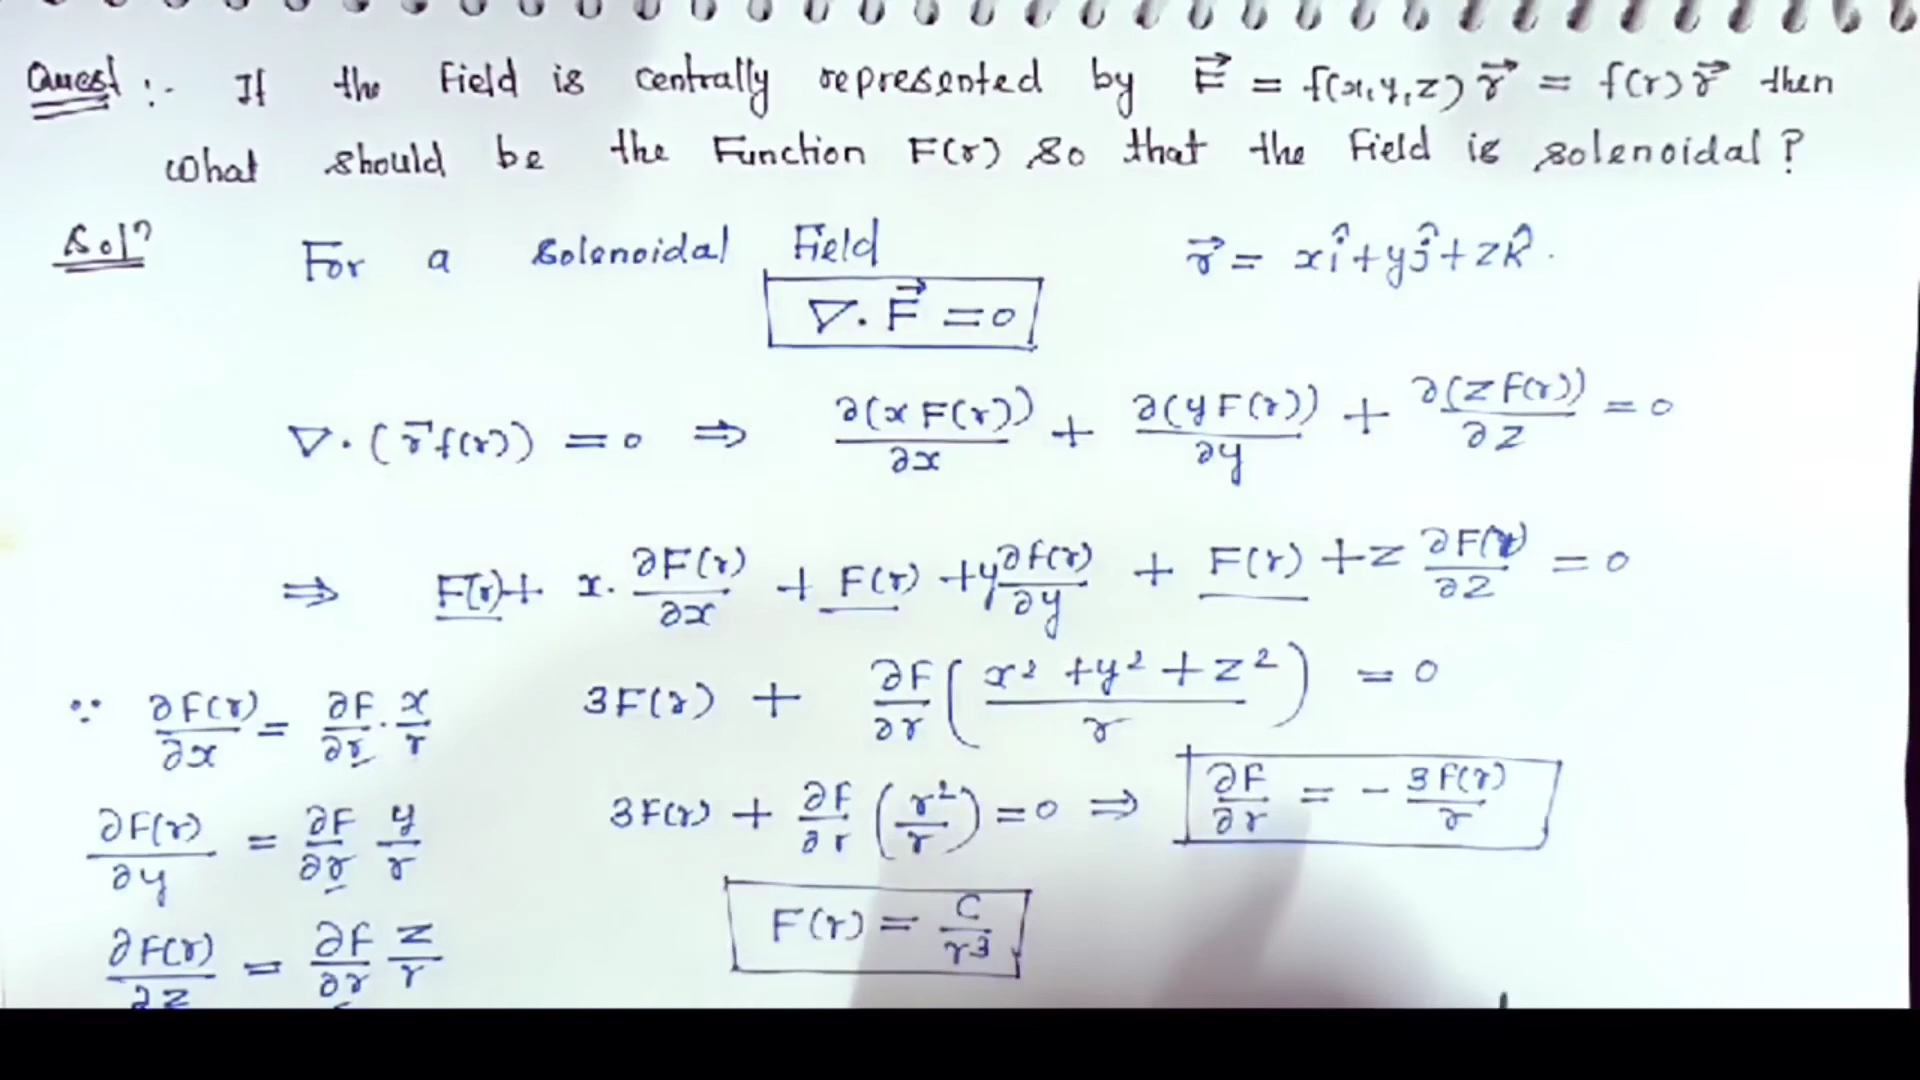 Quest :- If the Field is centrally represented by F⃗ = f(x,y,z) r⃗ = f(r) r⃗ then
what should be the Function F(r) so that the Field is solenoidal ?
Solⁿ For a solenoidal Field r⃗ = xî+yĵ+zk̂.
∇. F⃗ = 0
∇.(r⃗ f(r)) = 0 ⇒ ∂(x F(r))/∂x + ∂(y F(r))/∂y + ∂(z F(r))/∂z = 0
⇒ F(r)+ x. ∂F(r)/∂x + F(r) +y ∂f(r)/∂y + F(r) +z ∂F(r)/∂z = 0
∵ ∂F(r)/∂x = ∂F/∂r . x/r 3F(r) + ∂F/∂r ( x² +y² +z² / r ) = 0
∂F(r)/∂y = ∂F/∂r y/r 3F(r) + ∂F/∂r (r²/r) = 0 ⇒ ∂F/∂r = - 3F(r)/r
∂F(r)/∂z = ∂F/∂r z/r F(r) = C/r³